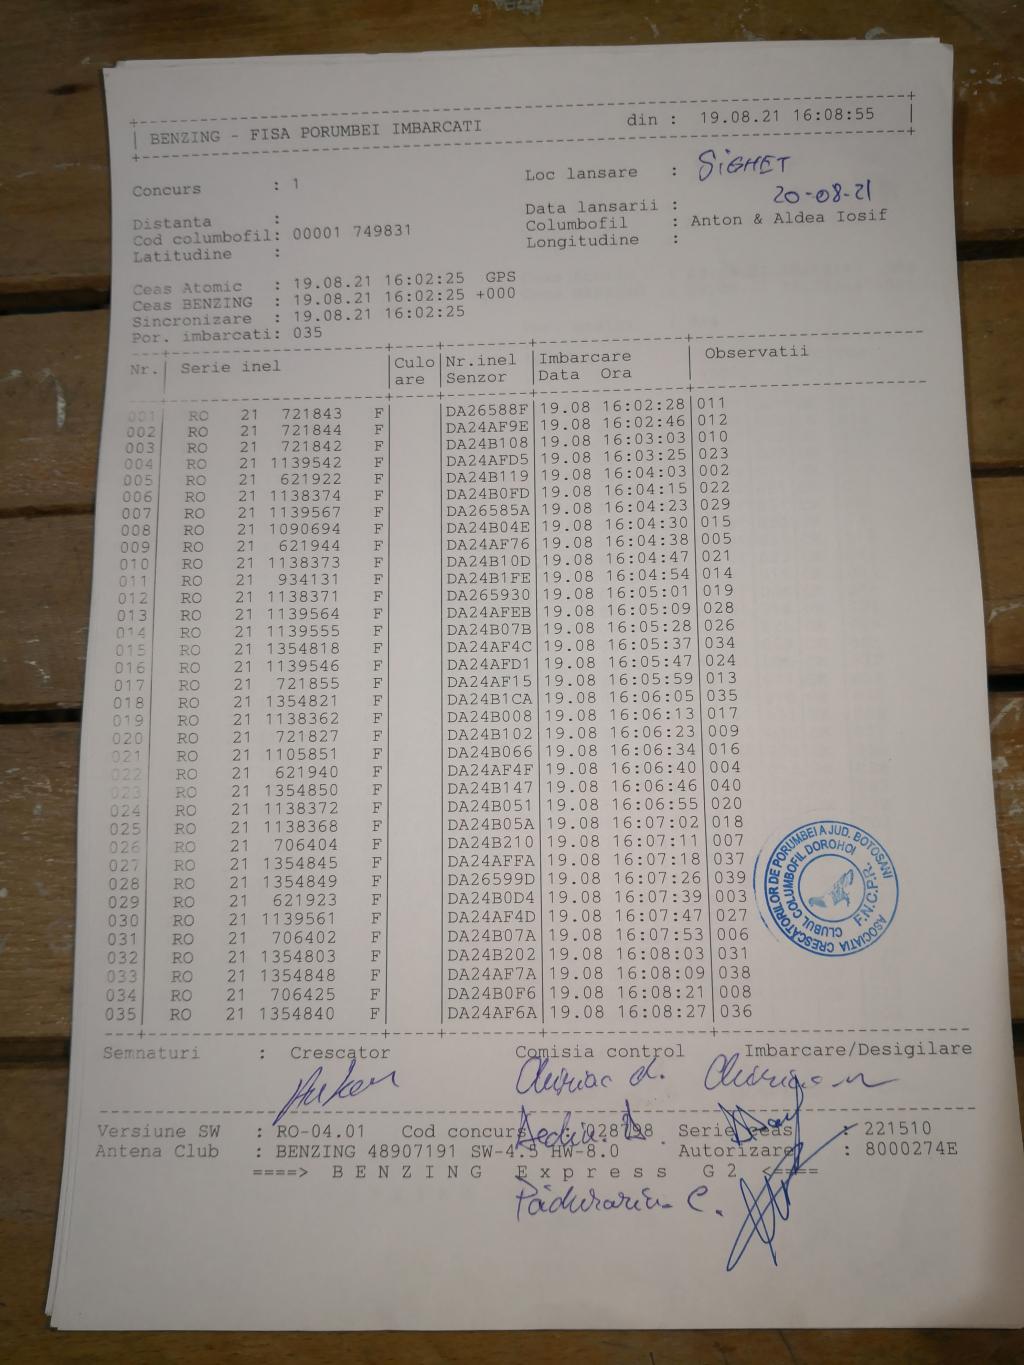 BENZING - FISA PORUMBEI IMBARCATI din : 19.08.21 16:08:55
Concurs : 1 Loc lansare : SIGHET
Data lansarii : 20-08-21
Distanta : Columbofil : Anton & Aldea Iosif
Cod columbofil: 00001 749831 Longitudine :
Latitudine :
Ceas Atomic : 19.08.21 16:02:25 GPS
Ceas BENZING : 19.08.21 16:02:25 +000
Sincronizare : 19.08.21 16:02:25
Por. imbarcati: 035
Nr. Serie inel Culo Nr.inel Imbarcare Observatii
are Senzor Data Ora
001 RO 21 721843 F DA26588F 19.08 16:02:28 011
002 RO 21 721844 F DA24AF9E 19.08 16:02:46 012
003 RO 21 721842 F DA24B108 19.08 16:03:03 010
004 RO 21 1139542 F DA24AFD5 19.08 16:03:25 023
005 RO 21 621922 F DA24B119 19.08 16:04:03 002
006 RO 21 1138374 F DA24B0FD 19.08 16:04:15 022
007 RO 21 1139567 F DA26585A 19.08 16:04:23 029
008 RO 21 1090694 F DA24B04E 19.08 16:04:30 015
009 RO 21 621944 F DA24AF76 19.08 16:04:38 005
010 RO 21 1138373 F DA24B10D 19.08 16:04:47 021
011 RO 21 934131 F DA24B1FE 19.08 16:04:54 014
012 RO 21 1138371 F DA265930 19.08 16:05:01 019
013 RO 21 1139564 F DA24AFEB 19.08 16:05:09 028
014 RO 21 1139555 F DA24B07B 19.08 16:05:28 026
015 RO 21 1354818 F DA24AF4C 19.08 16:05:37 034
016 RO 21 1139546 F DA24AFD1 19.08 16:05:47 024
017 RO 21 721855 F DA24AF15 19.08 16:05:59 013
018 RO 21 1354821 F DA24B1CA 19.08 16:06:05 035
019 RO 21 1138362 F DA24B008 19.08 16:06:13 017
020 RO 21 721827 F DA24B102 19.08 16:06:23 009
021 RO 21 1105851 F DA24B066 19.08 16:06:34 016
022 RO 21 621940 F DA24AF4F 19.08 16:06:40 004
023 RO 21 1354850 F DA24B147 19.08 16:06:46 040
024 RO 21 1138372 F DA24B051 19.08 16:06:55 020
025 RO 21 1138368 F DA24B05A 19.08 16:07:02 018
026 RO 21 706404 F DA24B210 19.08 16:07:11 007
027 RO 21 1354845 F DA24AFFA 19.08 16:07:18 037
028 RO 21 1354849 F DA26599D 19.08 16:07:26 039
029 RO 21 621923 F DA24B0D4 19.08 16:07:39 003
030 RO 21 1139561 F DA24AF4D 19.08 16:07:47 027
031 RO 21 706402 F DA24B07A 19.08 16:07:53 006
032 RO 21 1354803 F DA24B202 19.08 16:08:03 031
033 RO 21 1354848 F DA24AF7A 19.08 16:08:09 038
034 RO 21 706425 F DA24B0F6 19.08 16:08:21 008
035 RO 21 1354840 F DA24AF6A 19.08 16:08:27 036
ASOCIATIA CRESCATORILOR DE PORUMBEI A JUD. BOTOSANI
CLUBUL COLUMBOFIL DOROHOI
F.N.C.P.R.
Semnaturi : Crescator Comisia control Imbarcare/Desigilare
Versiune SW : RO-04.01 Cod concurs : Serie ceas : 221510
Antena Club : BENZING 48907191 SW-4.5 HW-8.0 Autorizare : 8000274E
====> BENZING Express G2 <====